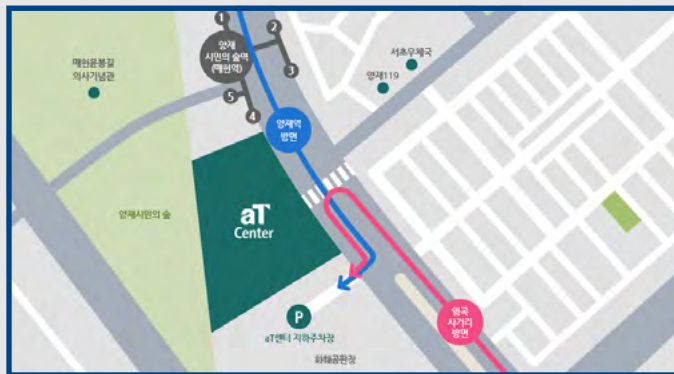 1
양재
시민의 숲역
(매헌역)
2
3
5
4
매헌윤봉길
의사기념관
서초우체국
양재119
양재역
방면
양재시민의 숲
aT
Center
P
aT센터 지하주차장
염곡
사거리
방면
화훼공판장